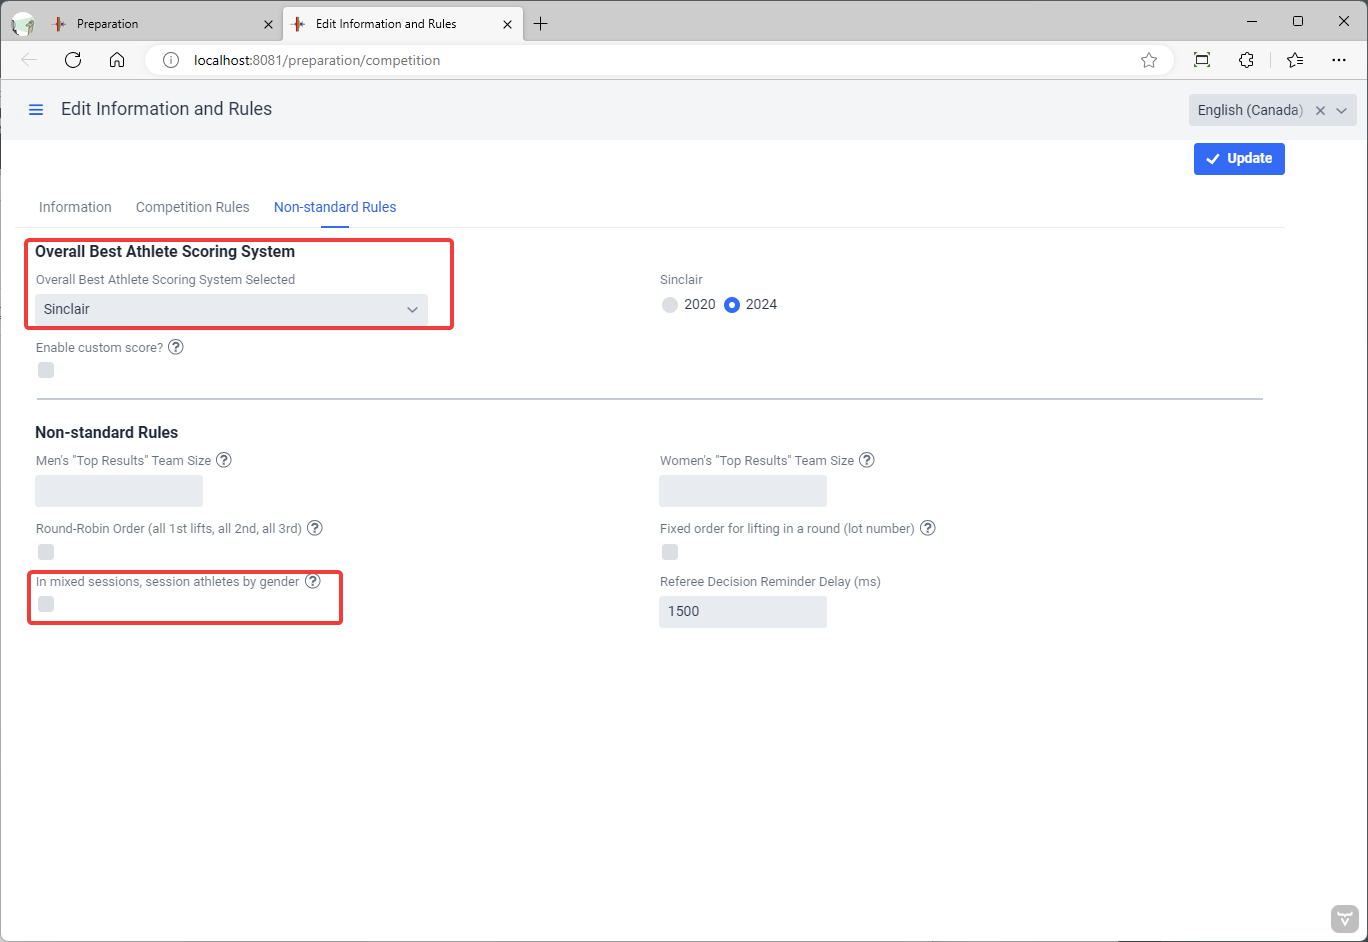 Preparation
Edit Information and Rules
localhost:8081/preparation/competition
Edit Information and Rules
English (Canada)
Update
Information Competition Rules Non-standard Rules
Overall Best Athlete Scoring System
Overall Best Athlete Scoring System Selected
Sinclair
Sinclair
2020 2024
Enable custom score?
Non-standard Rules
Men's "Top Results" Team Size
Women's "Top Results" Team Size
Round-Robin Order (all 1st lifts, all 2nd, all 3rd)
Fixed order for lifting in a round (lot number)
In mixed sessions, session athletes by gender
Referee Decision Reminder Delay (ms)
1500